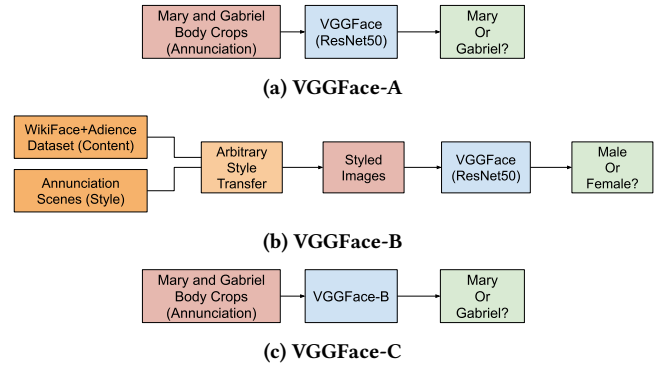 Mary and Gabriel
Body Crops
(Annunciation)
VGGFace
(ResNet50)
Mary
Or
Gabriel?
(a) VGGFace-A
WikiFace+Adience
Dataset (Content)
Annunciation
Scenes (Style)
Arbitrary
Style
Transfer
Styled
Images
VGGFace
(ResNet50)
Male
Or
Female?
(b) VGGFace-B
Mary and Gabriel
Body Crops
(Annunciation)
VGGFace-B
Mary
Or
Gabriel?
(c) VGGFace-C